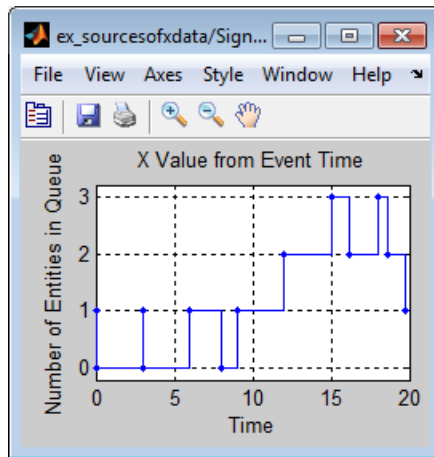 ex_sourcesofxdata/Sign...
File View Axes Style Window Help
X Value from Event Time
Number of Entities in Queue
3
2
1
0
0 5 10 15 20
Time